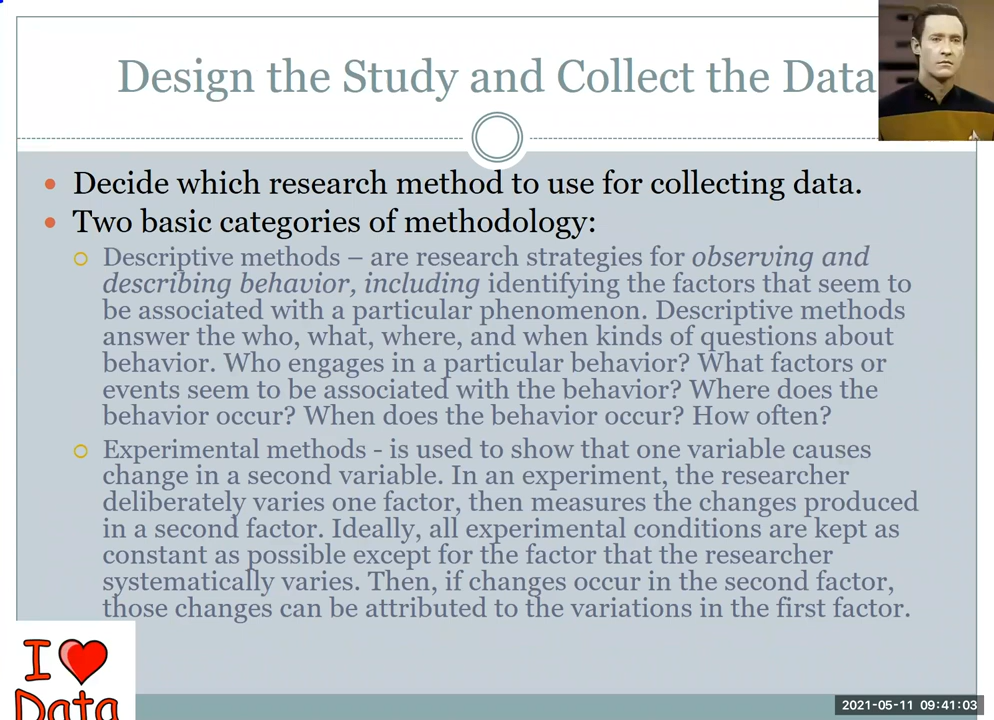 Design the Study and Collect the Data
Decide which research method to use for collecting data.
Two basic categories of methodology:
Descriptive methods – are research strategies for observing and
describing behavior, including identifying the factors that seem to
be associated with a particular phenomenon. Descriptive methods
answer the who, what, where, and when kinds of questions about
behavior. Who engages in a particular behavior? What factors or
events seem to be associated with the behavior? Where does the
behavior occur? When does the behavior occur? How often?
Experimental methods - is used to show that one variable causes
change in a second variable. In an experiment, the researcher
deliberately varies one factor, then measures the changes produced
in a second factor. Ideally, all experimental conditions are kept as
constant as possible except for the factor that the researcher
systematically varies. Then, if changes occur in the second factor,
those changes can be attributed to the variations in the first factor.
I
Data
2021-05-11 09:41:03